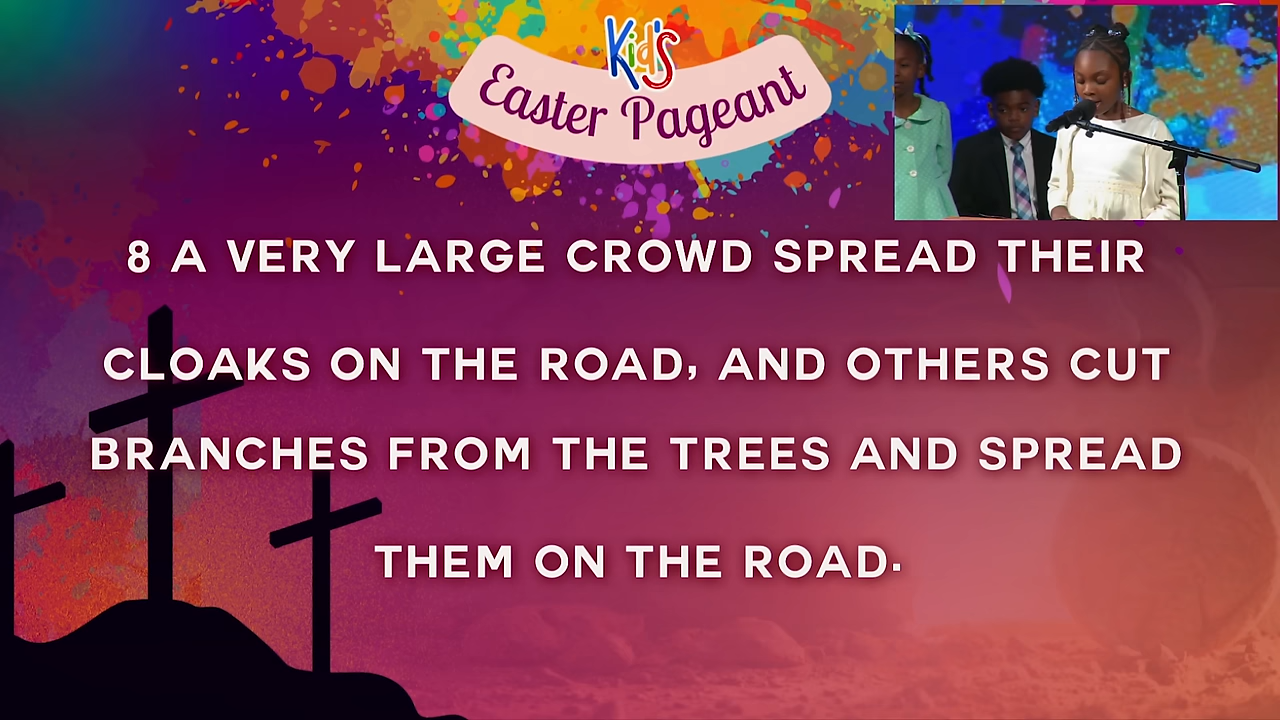 Kid's
Easter Pageant
8 A VERY LARGE CROWD SPREAD THEIR
CLOAKS ON THE ROAD, AND OTHERS CUT
BRANCHES FROM THE TREES AND SPREAD
THEM ON THE ROAD.